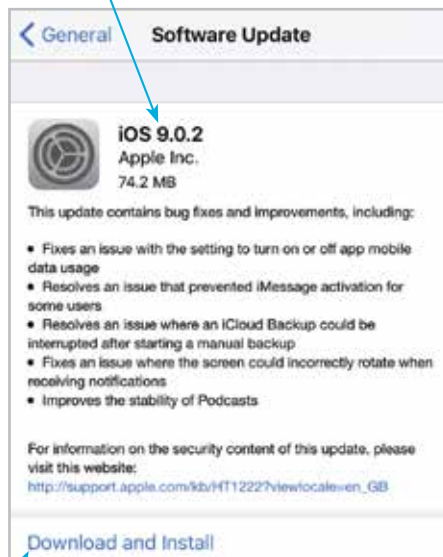 General
Software Update
iOS 9.0.2
Apple Inc.
74.2 MB
This update contains bug fixes and improvements, including:
• Fixes an issue with the setting to turn on or off app mobile
data usage
• Resolves an issue that prevented iMessage activation for
some users
• Resolves an issue where an iCloud Backup could be
interrupted after starting a manual backup
• Fixes an issue where the screen could incorrectly rotate when
receiving notifications
• Improves the stability of Podcasts
For information on the security content of this update, please
visit this website:
http://support.apple.com/kb/HT1222?viewlocale=en_GB
Download and Install